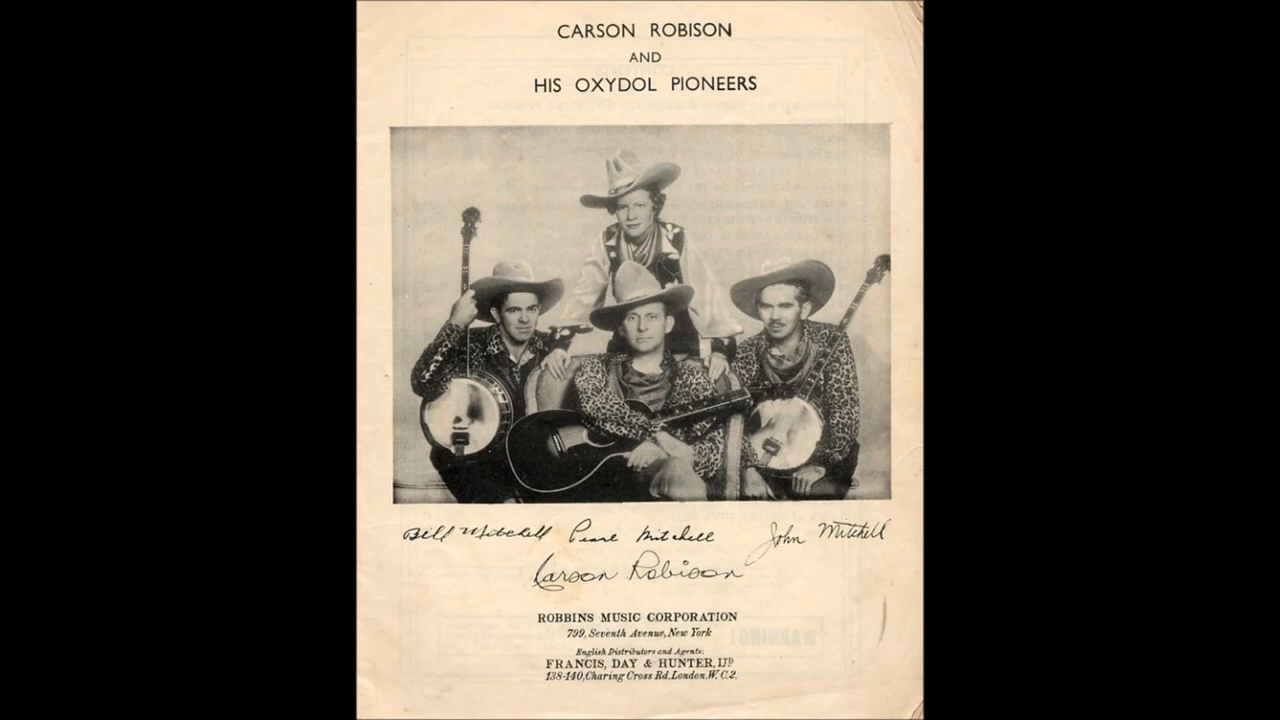 CARSON ROBISON
AND
HIS OXYDOL PIONEERS
Bill Mitchell Pearl Mitchell John Mitchell
Carson Robison
ROBBINS MUSIC CORPORATION
799, Seventh Avenue, New York
English Distributors and Agents:
FRANCIS, DAY & HUNTER, LTD
138-140, Charing Cross Rd. London. W.C.2.
WARNING!